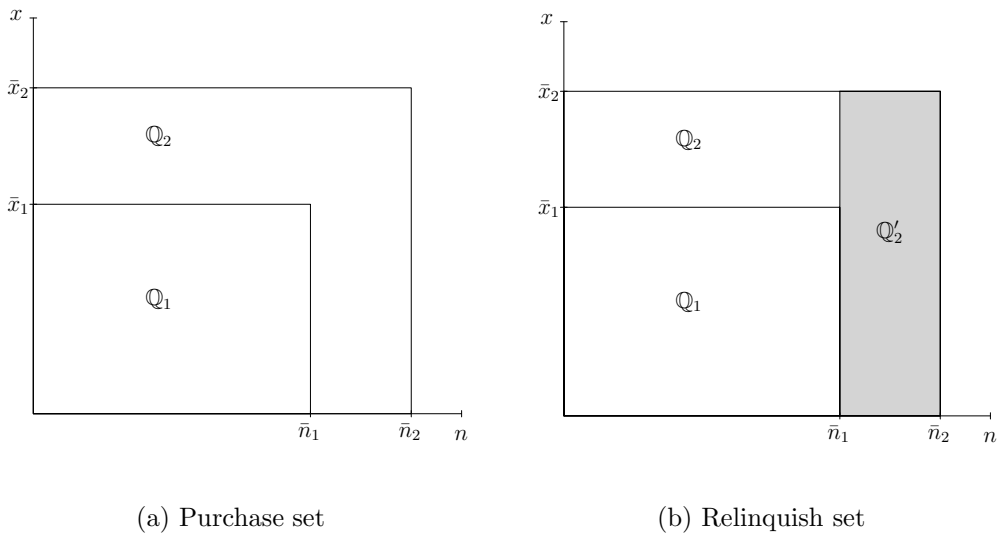 x
x̄₂
ℚ₂
x̄₁
ℚ₁
n̄₁
n̄₂
n
(a) Purchase set
x
x̄₂
ℚ₂
x̄₁
ℚ′₂
ℚ₁
n̄₁
n̄₂
n
(b) Relinquish set